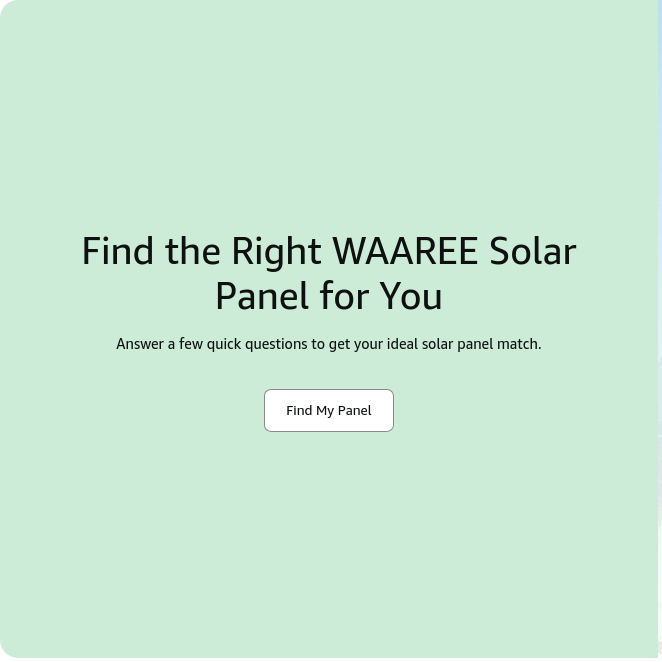 Find the Right WAAREE Solar
Panel for You
Answer a few quick questions to get your ideal solar panel match.
Find My Panel